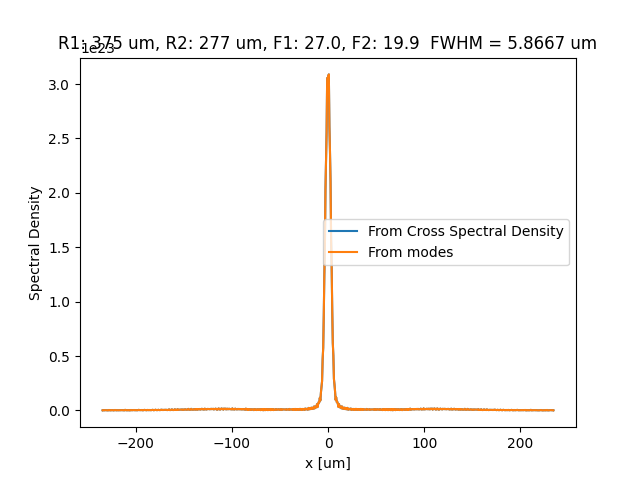 R1: 375 um, R2: 277 um, F1: 27.0, F2: 19.9  FWHM = 5.8667 um
1e23
3.0
2.5
2.0
1.5
1.0
0.5
0.0
Spectral Density
From Cross Spectral Density
From modes
−200
−100
0
100
200
x [um]